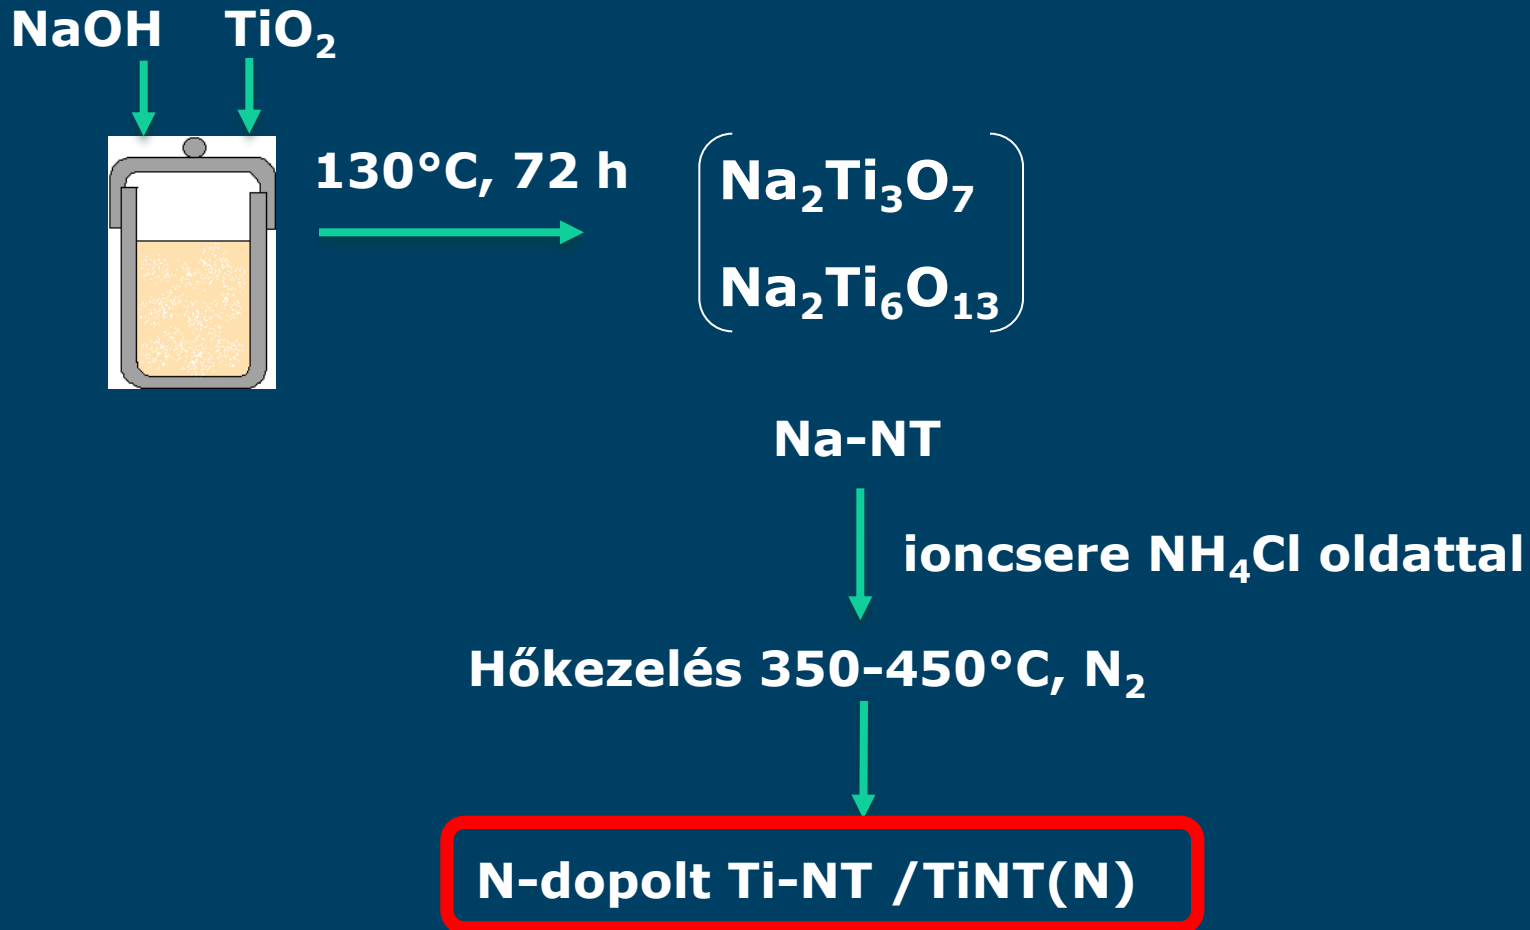 NaOH TiO₂
130°C, 72 h
Na₂Ti₃O₇
Na₂Ti₆O₁₃
Na-NT
ioncsere NH₄Cl oldattal
Hőkezelés 350-450°C, N₂
N-dopolt Ti-NT /TiNT(N)